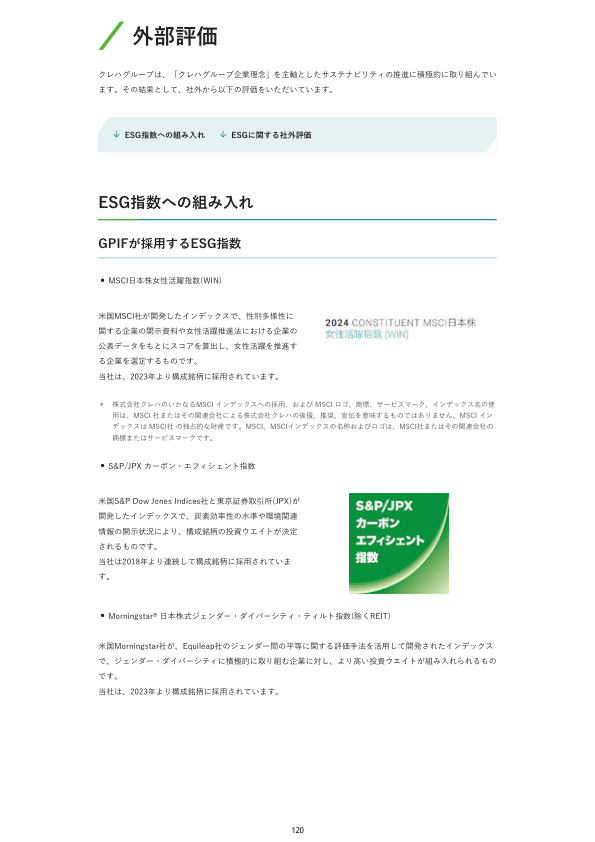 外部評価
クレハグループは、「クレハグループ企業理念」を主軸としたサステナビリティの推進に積極的に取り組んでい
ます。その結果として、社外から以下の評価をいただいています。
↓ ESG指数への組み入れ ↓ ESGに関する社外評価
ESG指数への組み入れ
GPIFが採用するESG指数
• MSCI日本株女性活躍指数(WIN)
米国MSCI社が開発したインデックスで、性別多様性に
関する企業の開示資料や女性活躍推進法における企業の
公表データをもとにスコアを算出し、女性活躍を推進す
る企業を選定するものです。
当社は、2023年より構成銘柄に採用されています。
2024 CONSTITUENT MSCI日本株
女性活躍指数 (WIN)
＊ 株式会社クレハのいかなるMSCI インデックスへの採用、および MSCI ロゴ、商標、サービスマーク、インデックス名の使
用は、MSCI 社またはその関連会社による株式会社クレハの後援、推奨、宣伝を意味するものではありません。MSCI イン
デックスは MSCI社 の独占的な財産です。MSCI、MSCIインデックスの名称およびロゴは、MSCI社またはその関連会社の
商標またはサービスマークです。
• S&P/JPX カーボン・エフィシェント指数
米国S&P Dow Jones Indices社と東京証券取引所(JPX)が
開発したインデックスで、炭素効率性の水準や環境関連
情報の開示状況により、構成銘柄の投資ウエイトが決定
されるものです。
当社は2018年より連続して構成銘柄に採用されていま
す。
S&P/JPX
カーボン
エフィシェント
指数
• Morningstar® 日本株式ジェンダー・ダイバーシティ・ティルト指数(除くREIT)
米国Morningstar社が、Equileap社のジェンダー間の平等に関する評価手法を活用して開発されたインデックス
で、ジェンダー・ダイバーシティに積極的に取り組む企業に対し、より高い投資ウエイトが組み入れられるもの
です。
当社は、2023年より構成銘柄に採用されています。
120